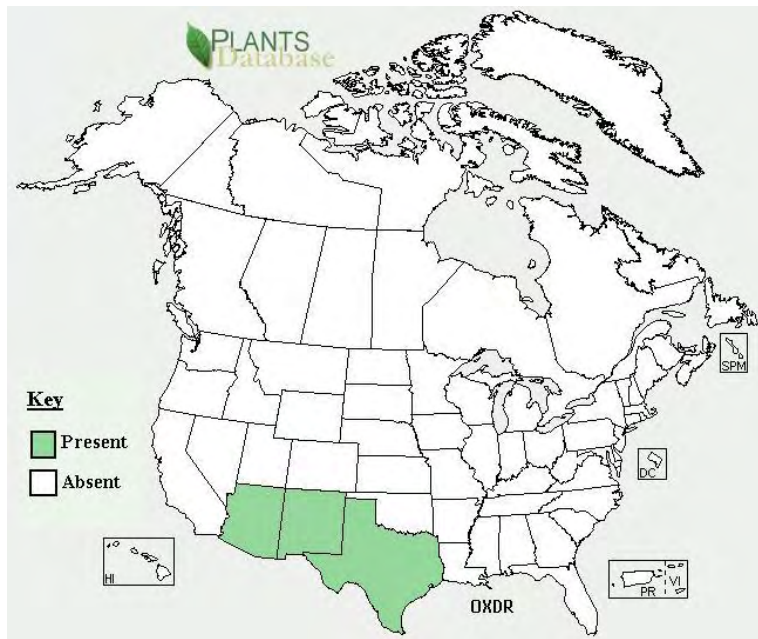 PLANTS
Database
SPM
Key
Present
Absent
DC
HI
PR
VI
OXDR